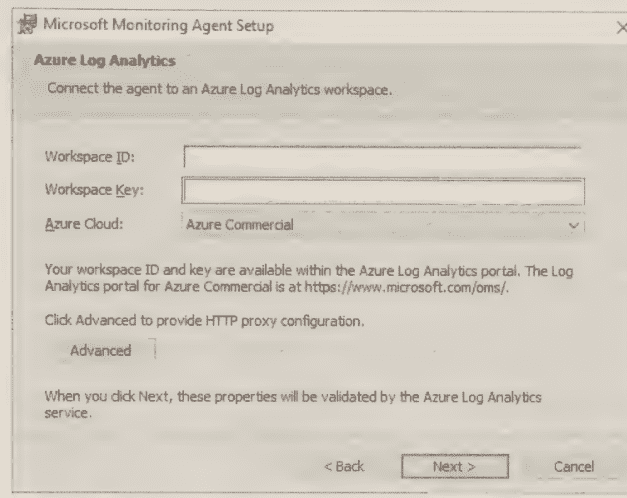 Microsoft Monitoring Agent Setup
Azure Log Analytics
Connect the agent to an Azure Log Analytics workspace.
Workspace ID:
Workspace Key:
Azure Cloud: Azure Commercial
Your workspace ID and key are available within the Azure Log Analytics portal. The Log
Analytics portal for Azure Commercial is at https://www.microsoft.com/oms/.
Click Advanced to provide HTTP proxy configuration.
Advanced
When you click Next, these properties will be validated by the Azure Log Analytics
service.
< Back Next > Cancel